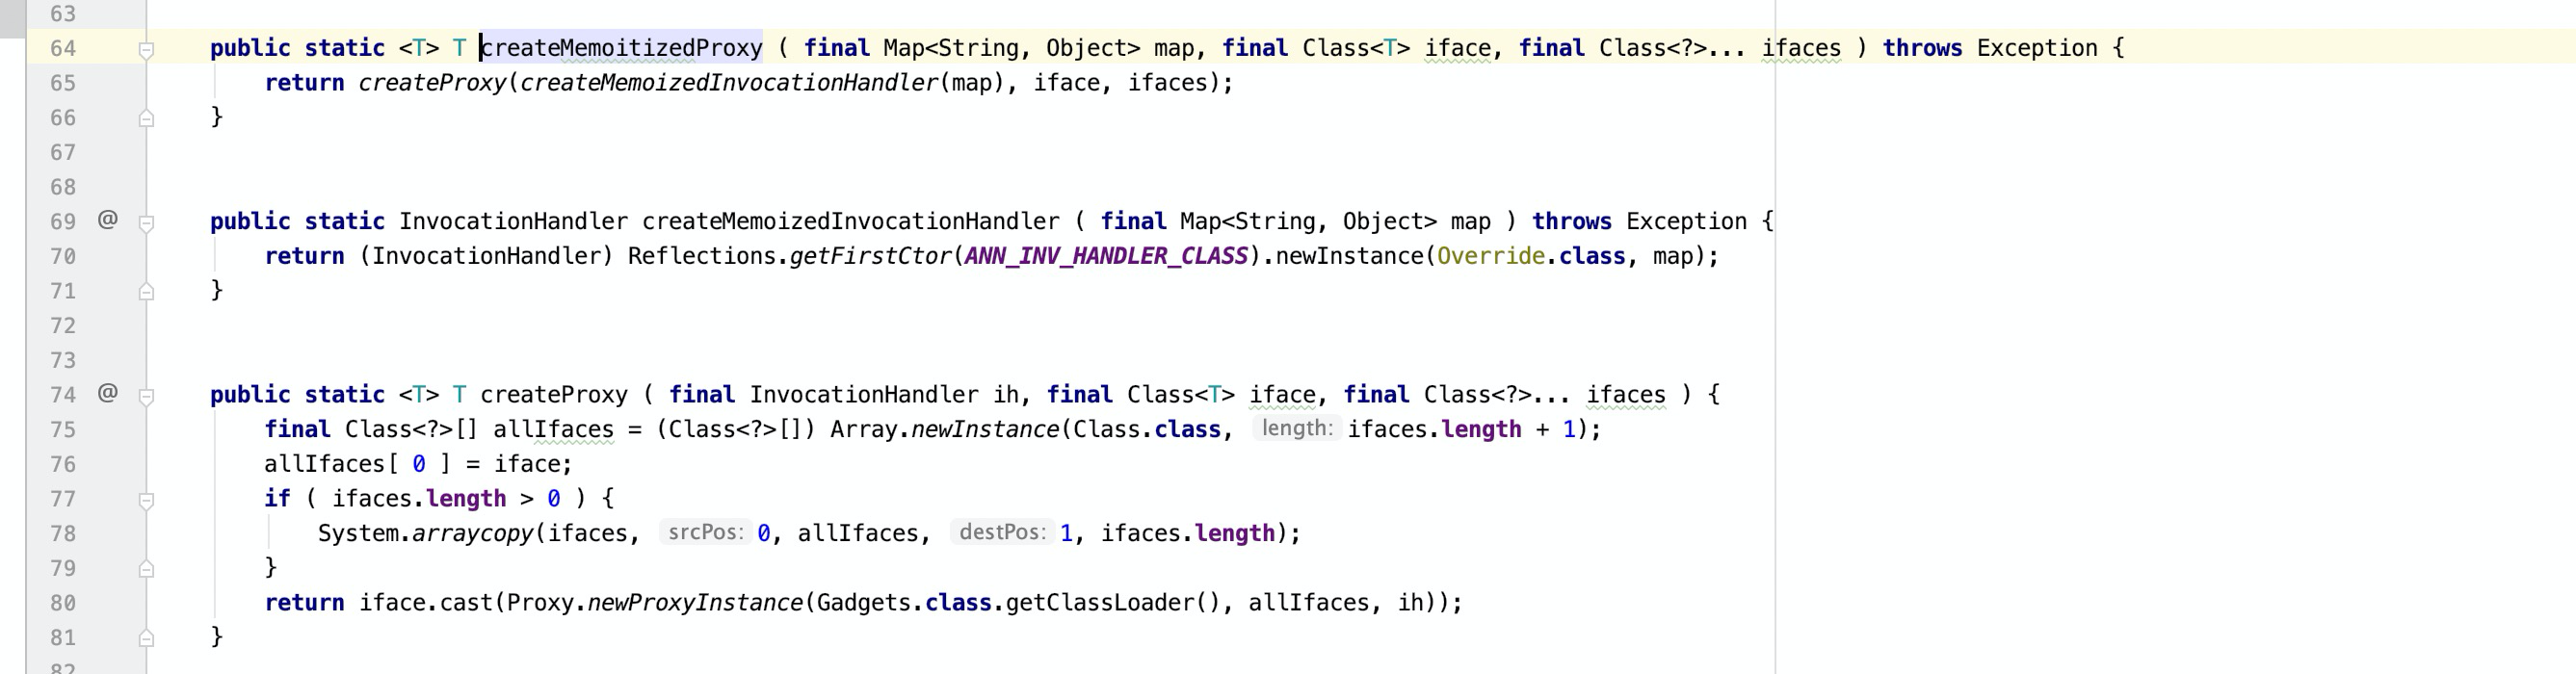 63
64 public static <T> T createMemoitizedProxy ( final Map<String, Object> map, final Class<T> iface, final Class<?>... ifaces ) throws Exception {
65 return createProxy(createMemoizedInvocationHandler(map), iface, ifaces);
66 }
67
68
69 @ public static InvocationHandler createMemoizedInvocationHandler ( final Map<String, Object> map ) throws Exception {
70 return (InvocationHandler) Reflections.getFirstCtor(ANN_INV_HANDLER_CLASS).newInstance(Override.class, map);
71 }
72
73
74 @ public static <T> T createProxy ( final InvocationHandler ih, final Class<T> iface, final Class<?>... ifaces ) {
75 final Class<?>[] allIfaces = (Class<?>[]) Array.newInstance(Class.class, length: ifaces.length + 1);
76 allIfaces[ 0 ] = iface;
77 if ( ifaces.length > 0 ) {
78 System.arraycopy(ifaces, srcPos: 0, allIfaces, destPos: 1, ifaces.length);
79 }
80 return iface.cast(Proxy.newProxyInstance(Gadgets.class.getClassLoader(), allIfaces, ih));
81 }
82